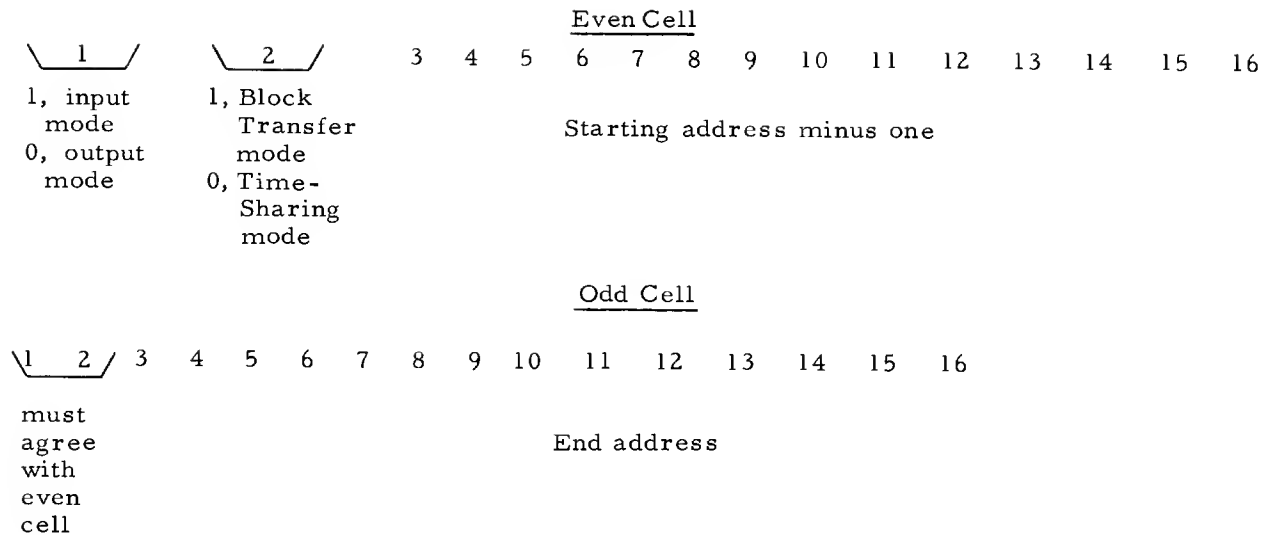 Even Cell
1 2 3 4 5 6 7 8 9 10 11 12 13 14 15 16
1, input
mode
0, output
mode
1, Block
Transfer
mode
0, Time-
Sharing
mode
Starting address minus one
Odd Cell
1 2 3 4 5 6 7 8 9 10 11 12 13 14 15 16
must
agree
with
even
cell
End address